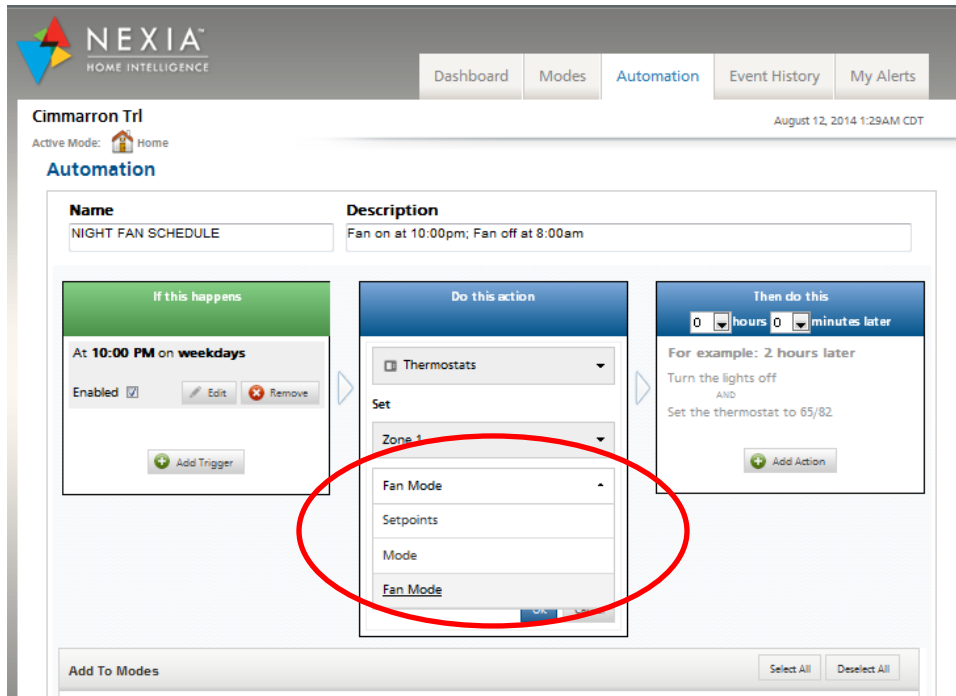 NEXIA™
HOME INTELLIGENCE
Dashboard Modes Automation Event History My Alerts
Cimmarron Trl
August 12, 2014 1:29AM CDT
Active Mode: Home
Automation
Name
Description
NIGHT FAN SCHEDULE
Fan on at 10:00pm; Fan off at 8:00am
If this happens
At 10:00 PM on weekdays
Enabled Edit Remove
Add Trigger
Do this action
Thermostats
Set
Zone 1
Fan Mode
Setpoints
Mode
Fan Mode
Then do this
0 hours 0 minutes later
For example: 2 hours later
Turn the lights off
AND
Set the thermostat to 65/82
Add Action
Add To Modes
Select All Deselect All